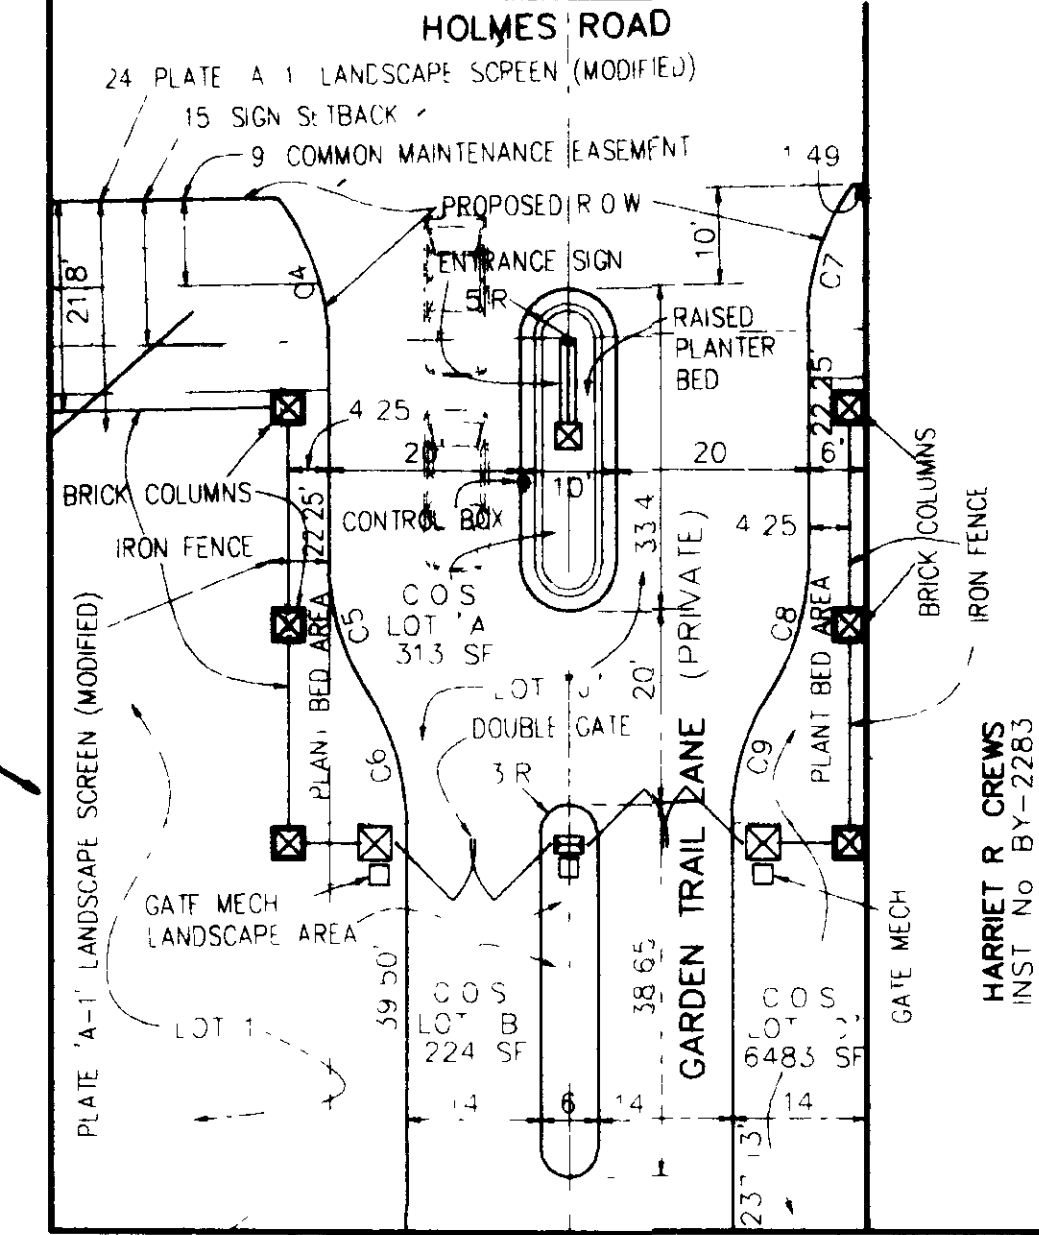 HOLMES ROAD
24 PLATE A 1 LANDSCAPE SCREEN (MODIFIED)
15 SIGN SETBACK
9 COMMON MAINTENANCE EASEMENT
1 49
PROPOSED R O W
10'
ENTRANCE SIGN
C4
C7
21 8'
5 R
RAISED
PLANTER
BED
22 25'
4 25
20'
10'
20
6'
BRICK COLUMNS
22 25'
CONTROL BOX
33 4
4 25
IRON FENCE
(PRIVATE)
BRICK COLUMNS
IRON FENCE
C O S
LOT 'A
313 SF
C5
C8
PLANT BED AREA
PLANT BED AREA
LOT
20'
DOUBLE GATE
C6
C9
3 R
PLATE 'A-1' LANDSCAPE SCREEN (MODIFIED)
GARDEN TRAIL LANE
HARRIET R CREWS
INST No BY-2283
GATE MECH
LANDSCAPE AREA
GATE MECH
39 50'
38 65
C O S
LOT B
224 SF
C O S
LOT
6483 SF
LOT 1
14
6
14
14
13'